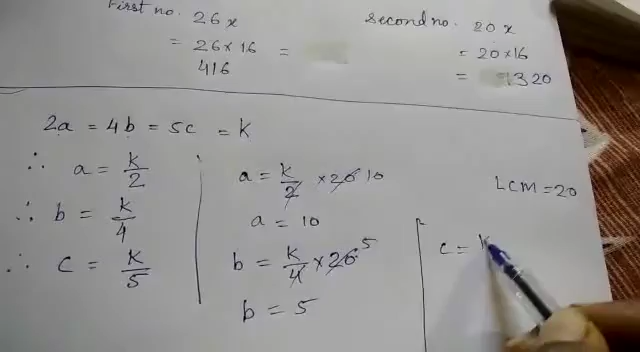 First no. 26x
= 26 × 16 =
416
Second no. 20x
= 20 × 16
= 320
2a = 4b = 5c = k
∴ a = k/2
∴ b = k/4
∴ c = k/5
a = k/2 × 20 10
a = 10
b = k/4 × 20 5
b = 5
LCM = 20
c = k